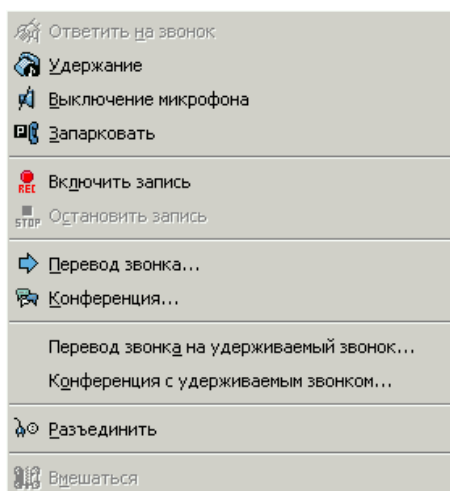 Ответить на звонок
Удержание
Выключение микрофона
P Запарковать
REC Включить запись
STOP Остановить запись
Перевод звонка...
Конференция...
Перевод звонка на удерживаемый звонок...
Конференция с удерживаемым звонком...
Разъединить
Вмешаться